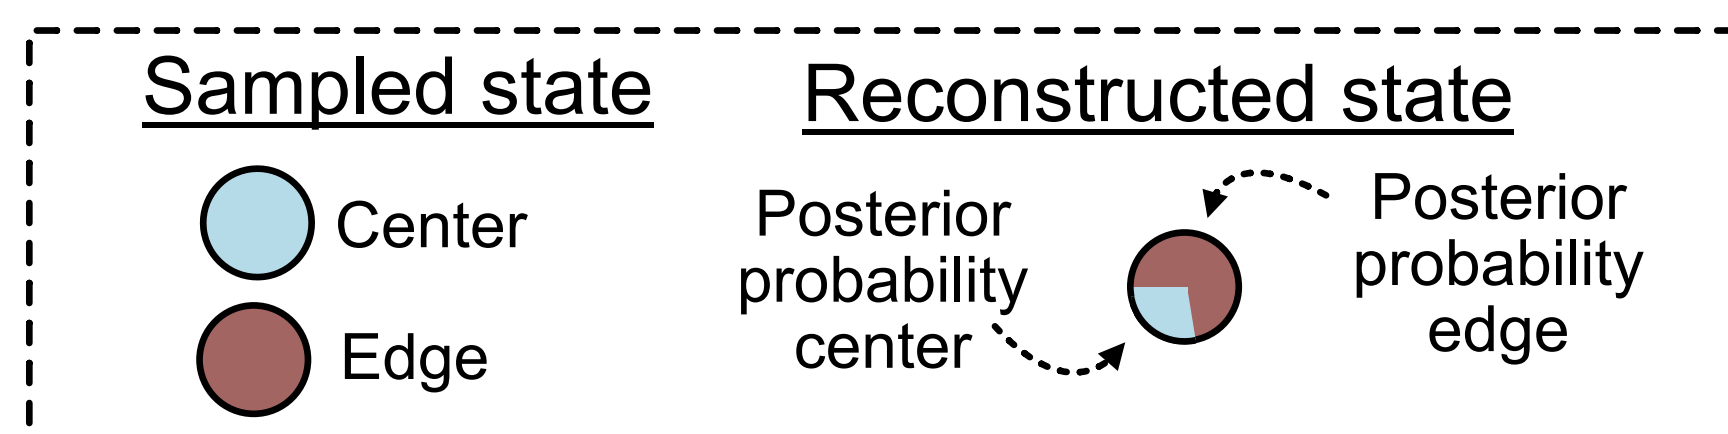 Sampled state
Center
Edge
Reconstructed state
Posterior
probability
center
Posterior
probability
edge